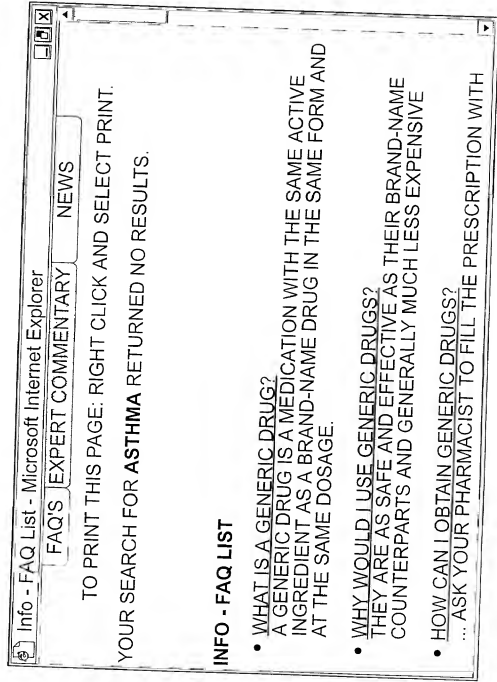 Info - FAQ List - Microsoft Internet Explorer
FAQ'S EXPERT COMMENTARY NEWS
TO PRINT THIS PAGE: RIGHT CLICK AND SELECT PRINT.
YOUR SEARCH FOR ASTHMA RETURNED NO RESULTS.
INFO - FAQ LIST
• WHAT IS A GENERIC DRUG?
A GENERIC DRUG IS A MEDICATION WITH THE SAME ACTIVE
INGREDIENT AS A BRAND-NAME DRUG IN THE SAME FORM AND
AT THE SAME DOSAGE.
• WHY WOULD I USE GENERIC DRUGS?
THEY ARE AS SAFE AND EFFECTIVE AS THEIR BRAND-NAME
COUNTERPARTS AND GENERALLY MUCH LESS EXPENSIVE
• HOW CAN I OBTAIN GENERIC DRUGS?
... ASK YOUR PHARMACIST TO FILL THE PRESCRIPTION WITH